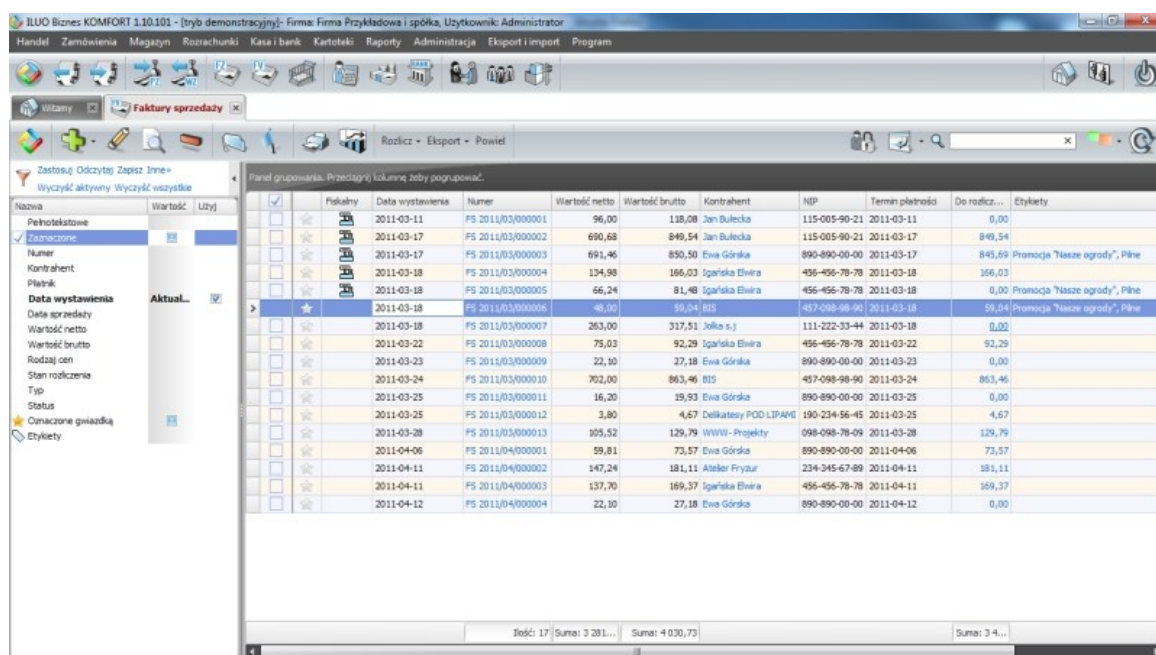 ILUO Biznes KOMFORT 1.10.101 - [tryb demonstracyjny]- Firma: Firma Przykładowa i spółka, Użytkownik: Administrator
Handel Zamówienia Magazyn Rozrachunki Kasa i bank Kartoteki Raporty Administracja Eksport i import Program
Witamy Faktury sprzedaży
Rozlicz Eksport Powiel
Zastosuj Odczytaj Zapisz Inne
Wyczyść aktywny Wyczyść wszystkie
Panel grupowania. Przeciągnij kolumnę żeby pogrupować.
Nazwa Wartość Użyj
Pełnotekstowe
Zaznaczone
Numer
Kontrahent
Płatnik
Data wystawienia Aktual...
Data sprzedaży
Wartość netto
Wartość brutto
Rodzaj cen
Stan rozliczenia
Typ
Status
Oznaczone gwiazdką
Etykiety
Fiskalny Data wystawienia Numer Wartość netto Wartość brutto Kontrahent NIP Termin płatności Do rozlicz... Etykiety
2011-03-11 FS 2011/03/000001 96,00 118,08 Jan Bułecka 115-005-90-21 2011-03-11 0,00
2011-03-17 FS 2011/03/000002 690,68 849,54 Jan Bułecka 115-005-90-21 2011-03-17 849,54
2011-03-17 FS 2011/03/000003 691,46 850,50 Ewa Górska 890-890-00-00 2011-03-17 845,69 Promocja "Nasze ogrody", Pilne
2011-03-18 FS 2011/03/000004 134,98 166,03 Igańska Elwira 456-456-78-78 2011-03-18 166,03
2011-03-18 FS 2011/03/000005 66,24 81,48 Igańska Elwira 456-456-78-78 2011-03-18 0,00 Promocja "Nasze ogrody", Pilne
2011-03-18 FS 2011/03/000006 48,00 59,04 BIS 457-098-98-90 2011-03-18 59,04 Promocja "Nasze ogrody", Pilne
2011-03-18 FS 2011/03/000007 263,00 317,51 Jolka s.j 111-222-33-44 2011-03-18 0,00
2011-03-22 FS 2011/03/000008 75,03 92,29 Igańska Elwira 456-456-78-78 2011-03-22 92,29
2011-03-23 FS 2011/03/000009 22,10 27,18 Ewa Górska 890-890-00-00 2011-03-23 0,00
2011-03-24 FS 2011/03/000010 702,00 863,46 BIS 457-098-98-90 2011-03-24 863,46
2011-03-25 FS 2011/03/000011 16,20 19,93 Ewa Górska 890-890-00-00 2011-03-25 0,00
2011-03-25 FS 2011/03/000012 3,80 4,67 Delikatesy POD LIPAMI 190-234-56-45 2011-03-25 4,67
2011-03-28 FS 2011/03/000013 105,52 129,79 WWW- Projekty 098-098-78-09 2011-03-28 129,79
2011-04-06 FS 2011/04/000001 59,81 73,57 Ewa Górska 890-890-00-00 2011-04-06 73,57
2011-04-11 FS 2011/04/000002 147,24 181,11 Atelier Fryzur 234-345-67-89 2011-04-11 181,11
2011-04-11 FS 2011/04/000003 137,70 169,37 Igańska Elwira 456-456-78-78 2011-04-11 169,37
2011-04-12 FS 2011/04/000004 22,10 27,18 Ewa Górska 890-890-00-00 2011-04-12 0,00
Ilość: 17 Suma: 3 281... Suma: 4 030,73 Suma: 3 4...